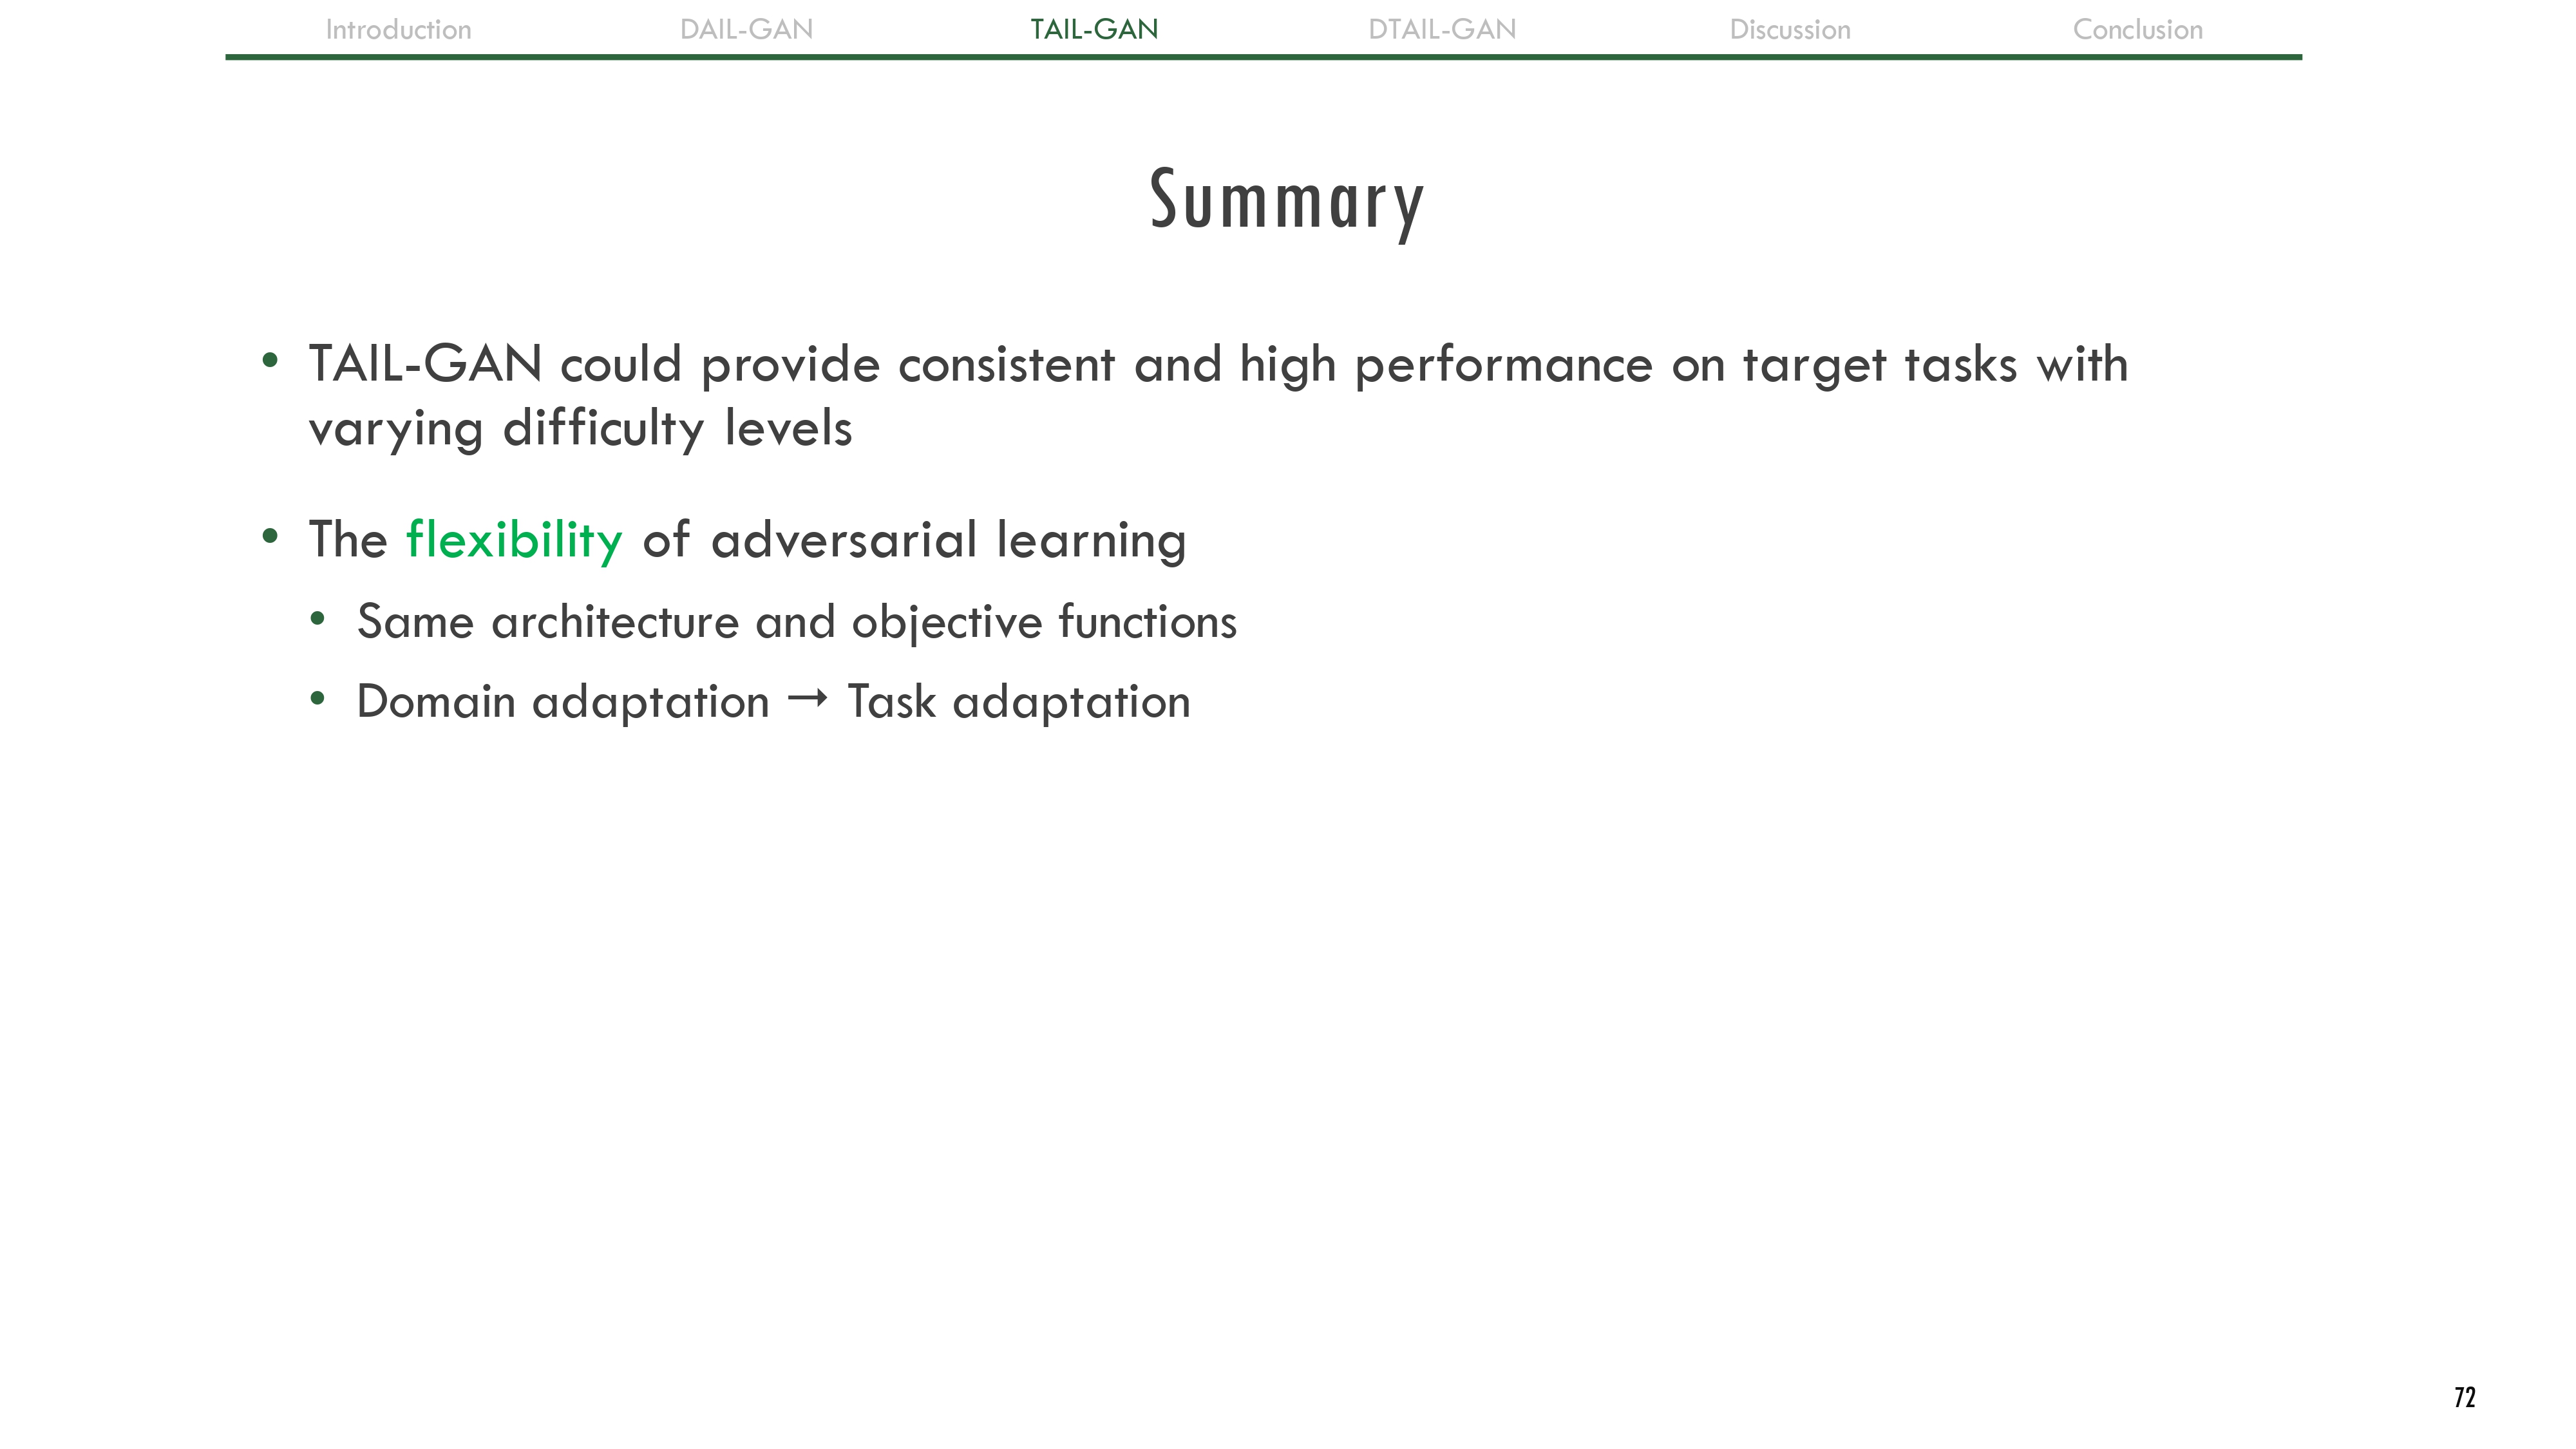 Introduction DAIL-GAN TAIL-GAN DTAIL-GAN Discussion Conclusion
Summary
• TAIL-GAN could provide consistent and high performance on target tasks with
varying difficulty levels
• The flexibility of adversarial learning
• Same architecture and objective functions
• Domain adaptation → Task adaptation
72